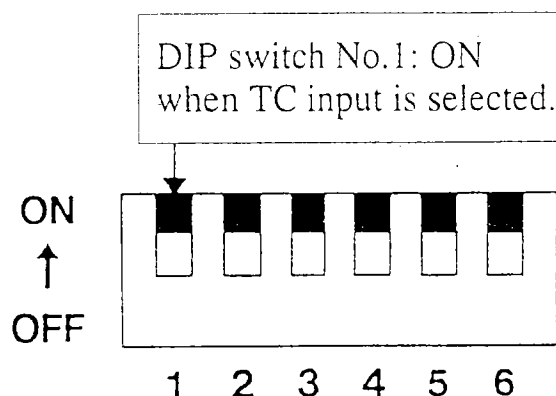 DIP switch No.1: ON
when TC input is selected.
ON
↑
OFF
1 2 3 4 5 6